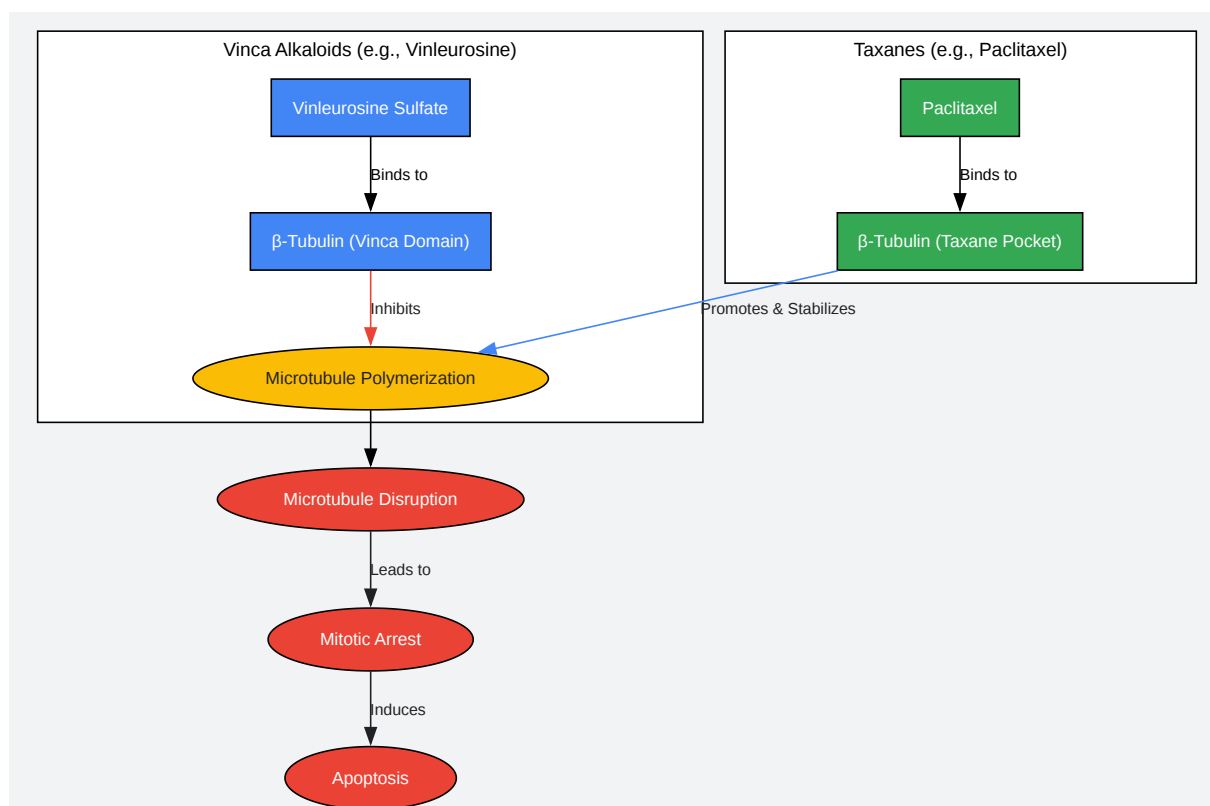 Vinca Alkaloids (e.g., Vinleurosine)
Vinleurosine Sulfate
Binds to
β-Tubulin (Vinca Domain)
Inhibits
Microtubule Polymerization
Taxanes (e.g., Paclitaxel)
Paclitaxel
Binds to
β-Tubulin (Taxane Pocket)
Promotes & Stabilizes
Microtubule Disruption
Leads to
Mitotic Arrest
Induces
Apoptosis